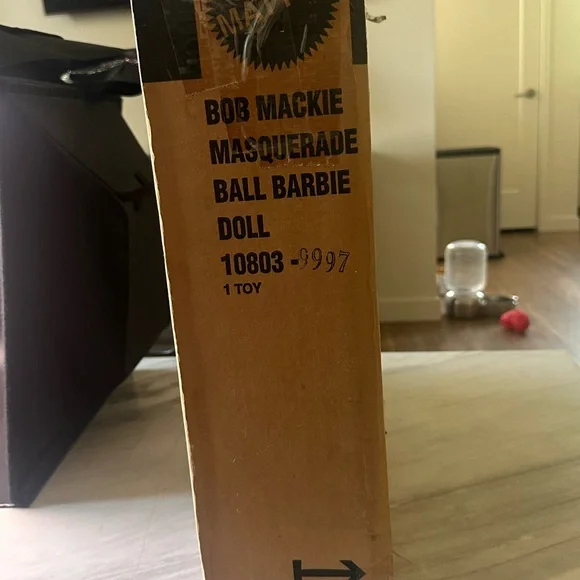 BOB MACKIE
MASQUERADE
BALL BARBIE
DOLL
10803 -9997
1 TOY